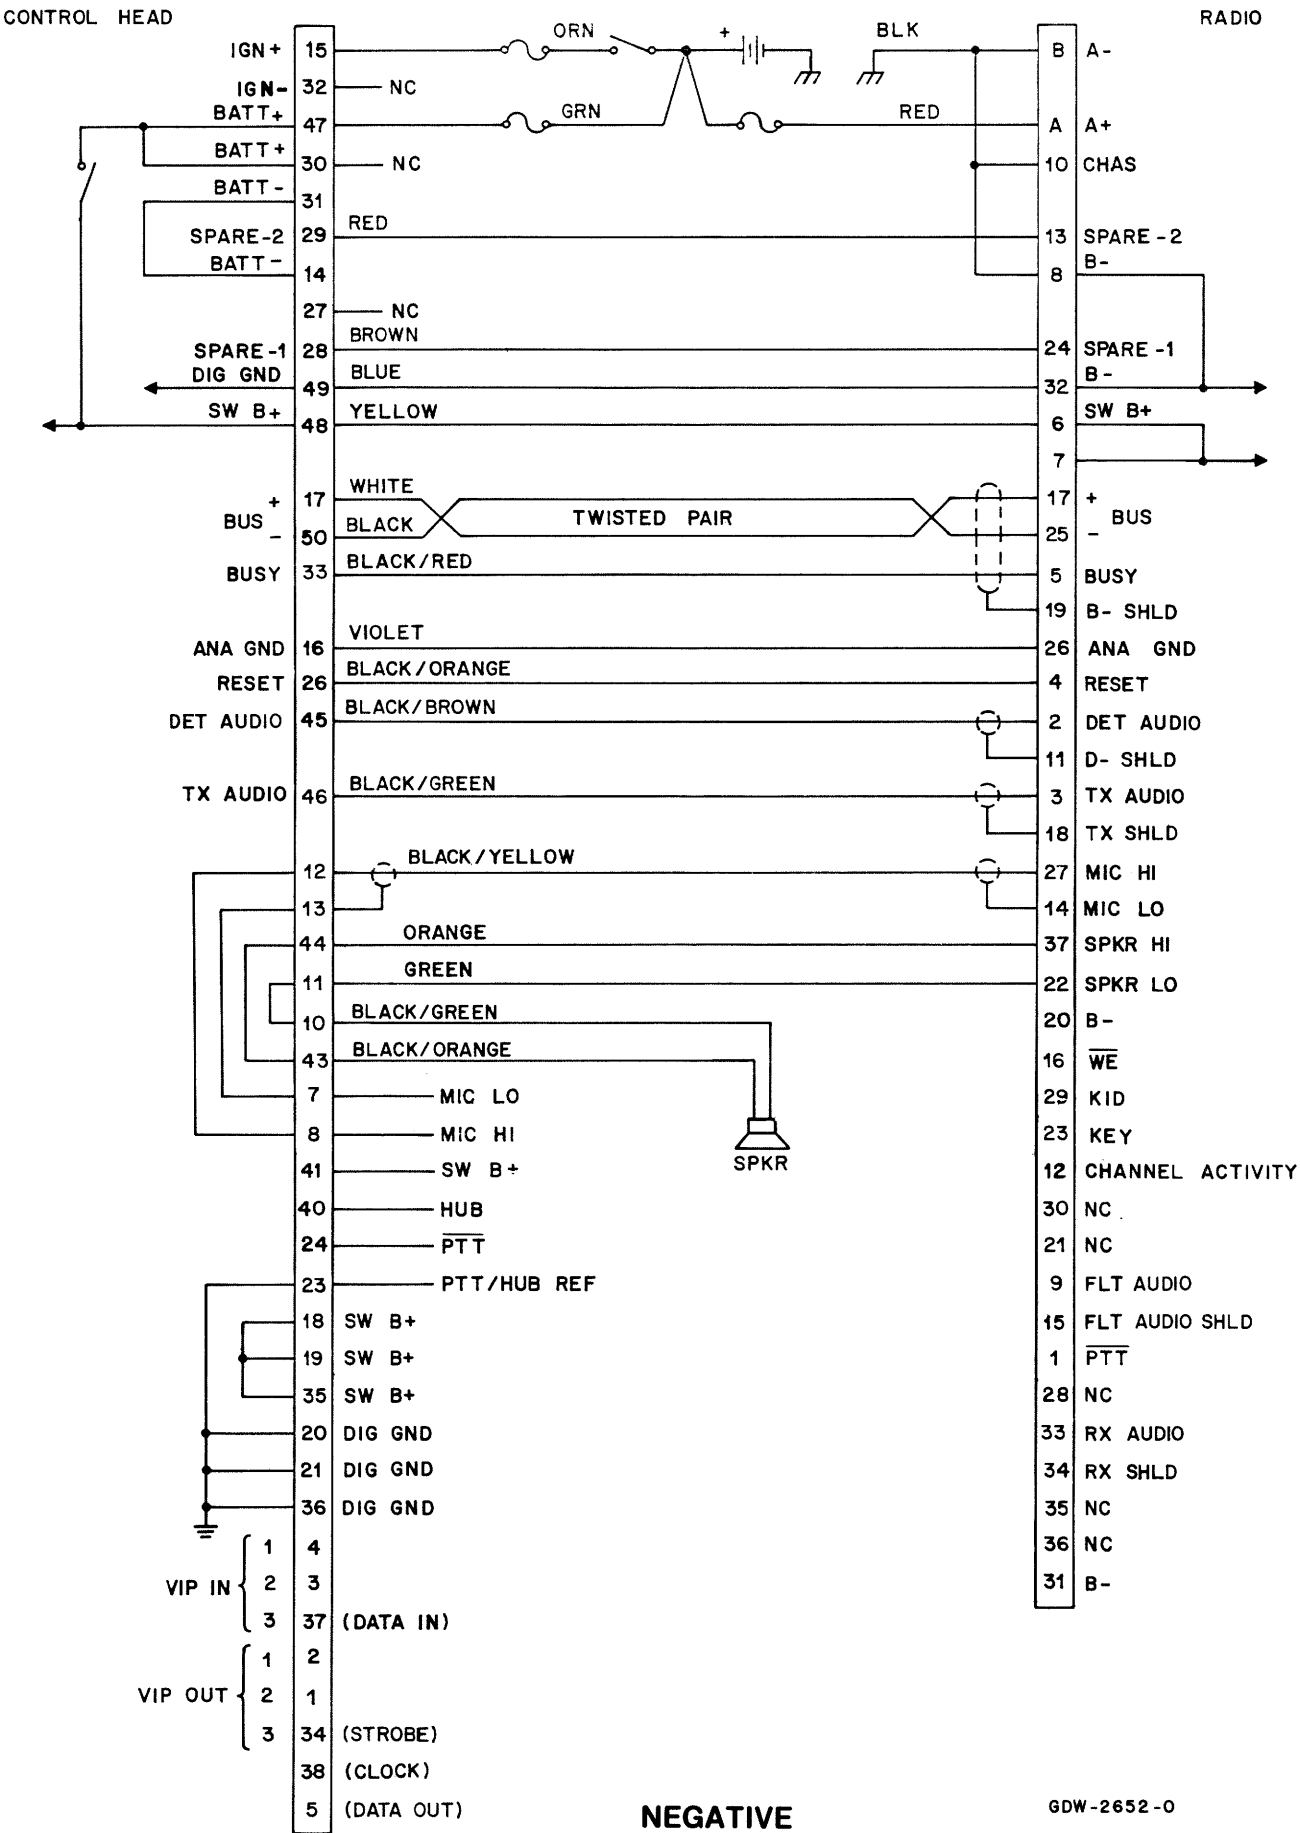 CONTROL HEAD RADIO
IGN+ 15 ORN + BLK B A-
IGN- 32 NC
BATT+ 47 GRN RED A A+
BATT+ 30 NC 10 CHAS
BATT- 31
SPARE-2 29 RED 13 SPARE-2
BATT- 14 8 B-
27 NC
SPARE-1 28 BROWN 24 SPARE-1
DIG GND 49 BLUE 32 B-
SW B+ 48 YELLOW 6 SW B+
7
+ 17 WHITE 17 +
BUS TWISTED PAIR BUS
- 50 BLACK 25 -
BUSY 33 BLACK/RED 5 BUSY
19 B- SHLD
ANA GND 16 VIOLET 26 ANA GND
RESET 26 BLACK/ORANGE 4 RESET
DET AUDIO 45 BLACK/BROWN 2 DET AUDIO
11 D- SHLD
TX AUDIO 46 BLACK/GREEN 3 TX AUDIO
18 TX SHLD
12 BLACK/YELLOW 27 MIC HI
13 14 MIC LO
44 ORANGE 37 SPKR HI
11 GREEN 22 SPKR LO
10 BLACK/GREEN 20 B-
43 BLACK/ORANGE 16 WE
7 MIC LO 29 KID
8 MIC HI 23 KEY
SPKR
41 SW B+ 12 CHANNEL ACTIVITY
40 HUB 30 NC
24 PTT 21 NC
23 PTT/HUB REF 9 FLT AUDIO
18 SW B+ 15 FLT AUDIO SHLD
19 SW B+ 1 PTT
35 SW B+ 28 NC
20 DIG GND 33 RX AUDIO
21 DIG GND 34 RX SHLD
36 DIG GND 35 NC
1 4 36 NC
VIP IN 2 3 31 B-
3 37 (DATA IN)
1 2
VIP OUT 2 1
3 34 (STROBE)
38 (CLOCK)
5 (DATA OUT)
NEGATIVE GDW-2652-0